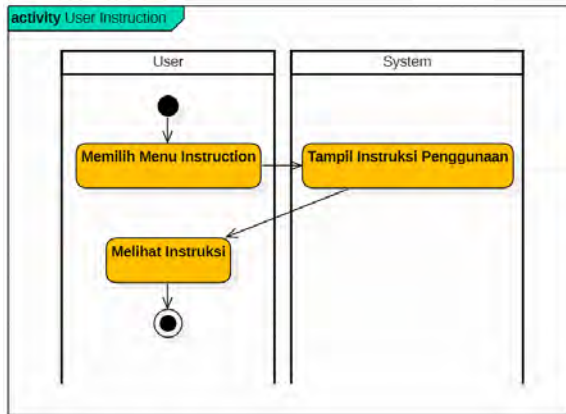 activity User Instruction
User
System
Memilih Menu Instruction
Tampil Instruksi Penggunaan
Melihat Instruksi